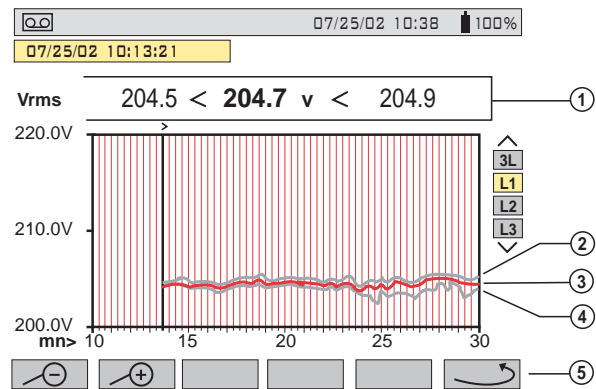 07/25/02 10:38 100%
07/25/02 10:13:21
Vrms 204.5 < 204.7 v < 204.9 1
>
220.0V
3L
L1
L2
L3
210.0V
2
3
4
200.0V
mn> 10 15 20 25 30
5